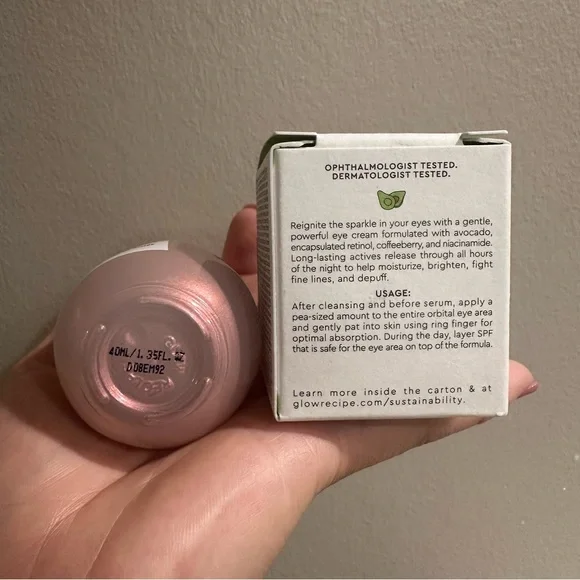 40ML/1.35FL.OZ
DD8EM92
OPHTHALMOLOGIST TESTED.
DERMATOLOGIST TESTED.
Reignite the sparkle in your eyes with a gentle,
powerful eye cream formulated with avocado,
encapsulated retinol, coffeeberry, and niacinamide.
Long-lasting actives release through all hours
of the night to help moisturize, brighten, fight
fine lines, and depuff.
USAGE:
After cleansing and before serum, apply a
pea-sized amount to the entire orbital eye area
and gently pat into skin using ring finger for
optimal absorption. During the day, layer SPF
that is safe for the eye area on top of the formula.
Learn more inside the carton & at
glowrecipe.com/sustainability.